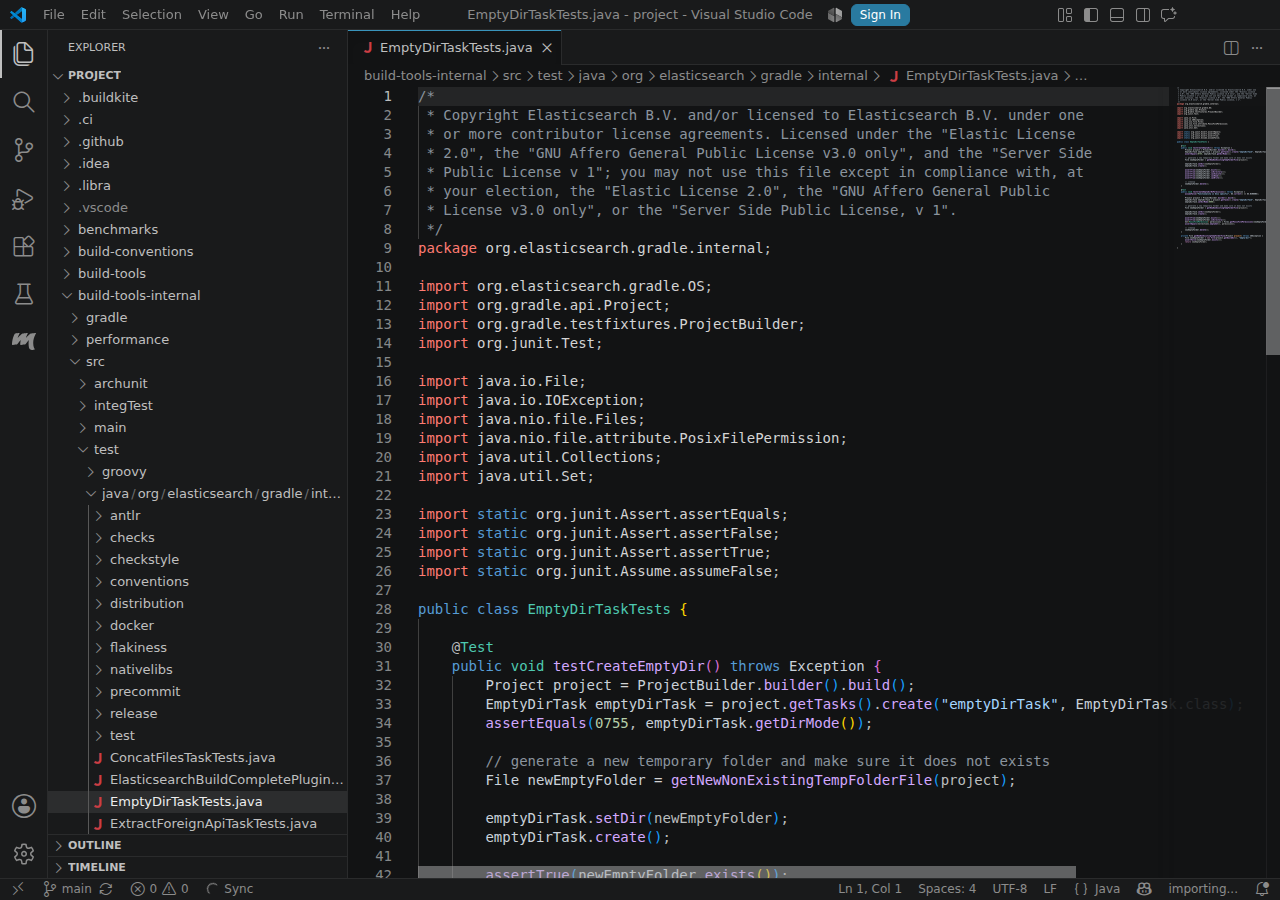 File Edit Selection View Go Run Terminal Help EmptyDirTaskTests.java - project - Visual Studio Code Sign In
EXPLORER
PROJECT
.buildkite
.ci
.github
.idea
.libra
.vscode
benchmarks
build-conventions
build-tools
build-tools-internal
gradle
performance
src
archunit
integTest
main
test
groovy
java/org/elasticsearch/gradle/int...
antlr
checks
checkstyle
conventions
distribution
docker
flakiness
nativelibs
precommit
release
test
ConcatFilesTaskTests.java
ElasticsearchBuildCompletePlugin...
EmptyDirTaskTests.java
ExtractForeignApiTaskTests.java
OUTLINE
TIMELINE
EmptyDirTaskTests.java
build-tools-internal > src > test > java > org > elasticsearch > gradle > internal > EmptyDirTaskTests.java > ...
1 /*
2 * Copyright Elasticsearch B.V. and/or licensed to Elasticsearch B.V. under one
3 * or more contributor license agreements. Licensed under the "Elastic License
4 * 2.0", the "GNU Affero General Public License v3.0 only", and the "Server Side
5 * Public License v 1"; you may not use this file except in compliance with, at
6 * your election, the "Elastic License 2.0", the "GNU Affero General Public
7 * License v3.0 only", or the "Server Side Public License, v 1".
8 */
9 package org.elasticsearch.gradle.internal;
10
11 import org.elasticsearch.gradle.OS;
12 import org.gradle.api.Project;
13 import org.gradle.testfixtures.ProjectBuilder;
14 import org.junit.Test;
15
16 import java.io.File;
17 import java.io.IOException;
18 import java.nio.file.Files;
19 import java.nio.file.attribute.PosixFilePermission;
20 import java.util.Collections;
21 import java.util.Set;
22
23 import static org.junit.Assert.assertEquals;
24 import static org.junit.Assert.assertFalse;
25 import static org.junit.Assert.assertTrue;
26 import static org.junit.Assume.assumeFalse;
27
28 public class EmptyDirTaskTests {
29
30 @Test
31 public void testCreateEmptyDir() throws Exception {
32 Project project = ProjectBuilder.builder().build();
33 EmptyDirTask emptyDirTask = project.getTasks().create("emptyDirTask", EmptyDirTask.class);
34 assertEquals(0755, emptyDirTask.getDirMode());
35
36 // generate a new temporary folder and make sure it does not exists
37 File newEmptyFolder = getNewNonExistingTempFolderFile(project);
38
39 emptyDirTask.setDir(newEmptyFolder);
40 emptyDirTask.create();
41
42 assertTrue(newEmptyFolder.exists());
main 0 0 Sync Ln 1, Col 1 Spaces: 4 UTF-8 LF { } Java importing...